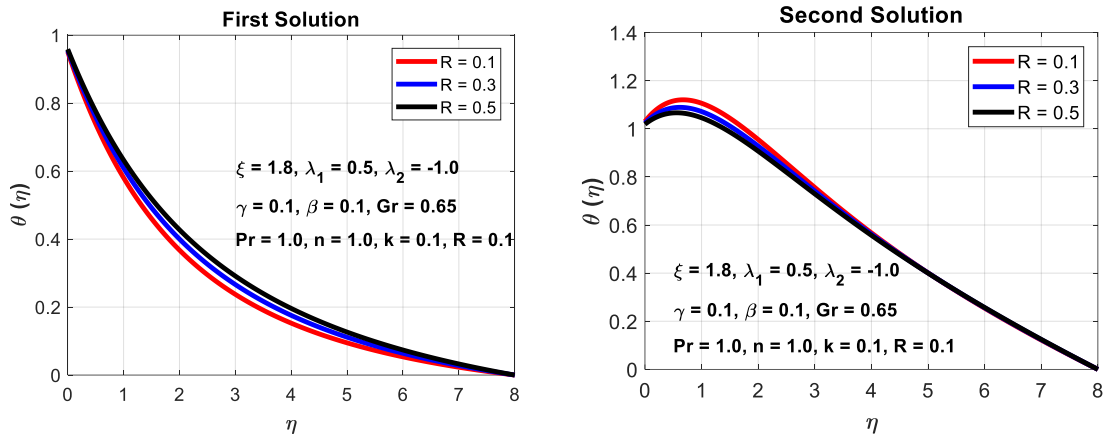 First Solution
1
0.8
0.6
0.4
0.2
0
0 1 2 3 4 5 6 7 8
θ (η)
η
R = 0.1
R = 0.3
R = 0.5
ξ = 1.8, λ1 = 0.5, λ2 = -1.0
γ = 0.1, β = 0.1, Gr = 0.65
Pr = 1.0, n = 1.0, k = 0.1, R = 0.1
Second Solution
1.4
1.2
1
0.8
0.6
0.4
0.2
0
0 1 2 3 4 5 6 7 8
θ (η)
η
R = 0.1
R = 0.3
R = 0.5
ξ = 1.8, λ1 = 0.5, λ2 = -1.0
γ = 0.1, β = 0.1, Gr = 0.65
Pr = 1.0, n = 1.0, k = 0.1, R = 0.1